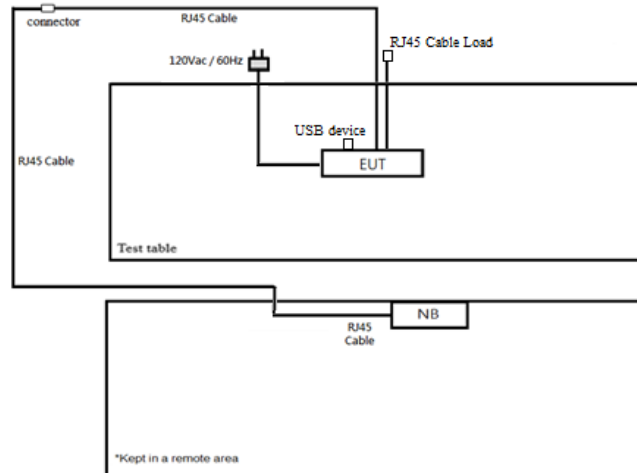 RJ45 Cable
connector
RJ45 Cable Load
120Vac / 60Hz
USB device
EUT
RJ45 Cable
Test table
NB
RJ45
Cable
*Kept in a remote area